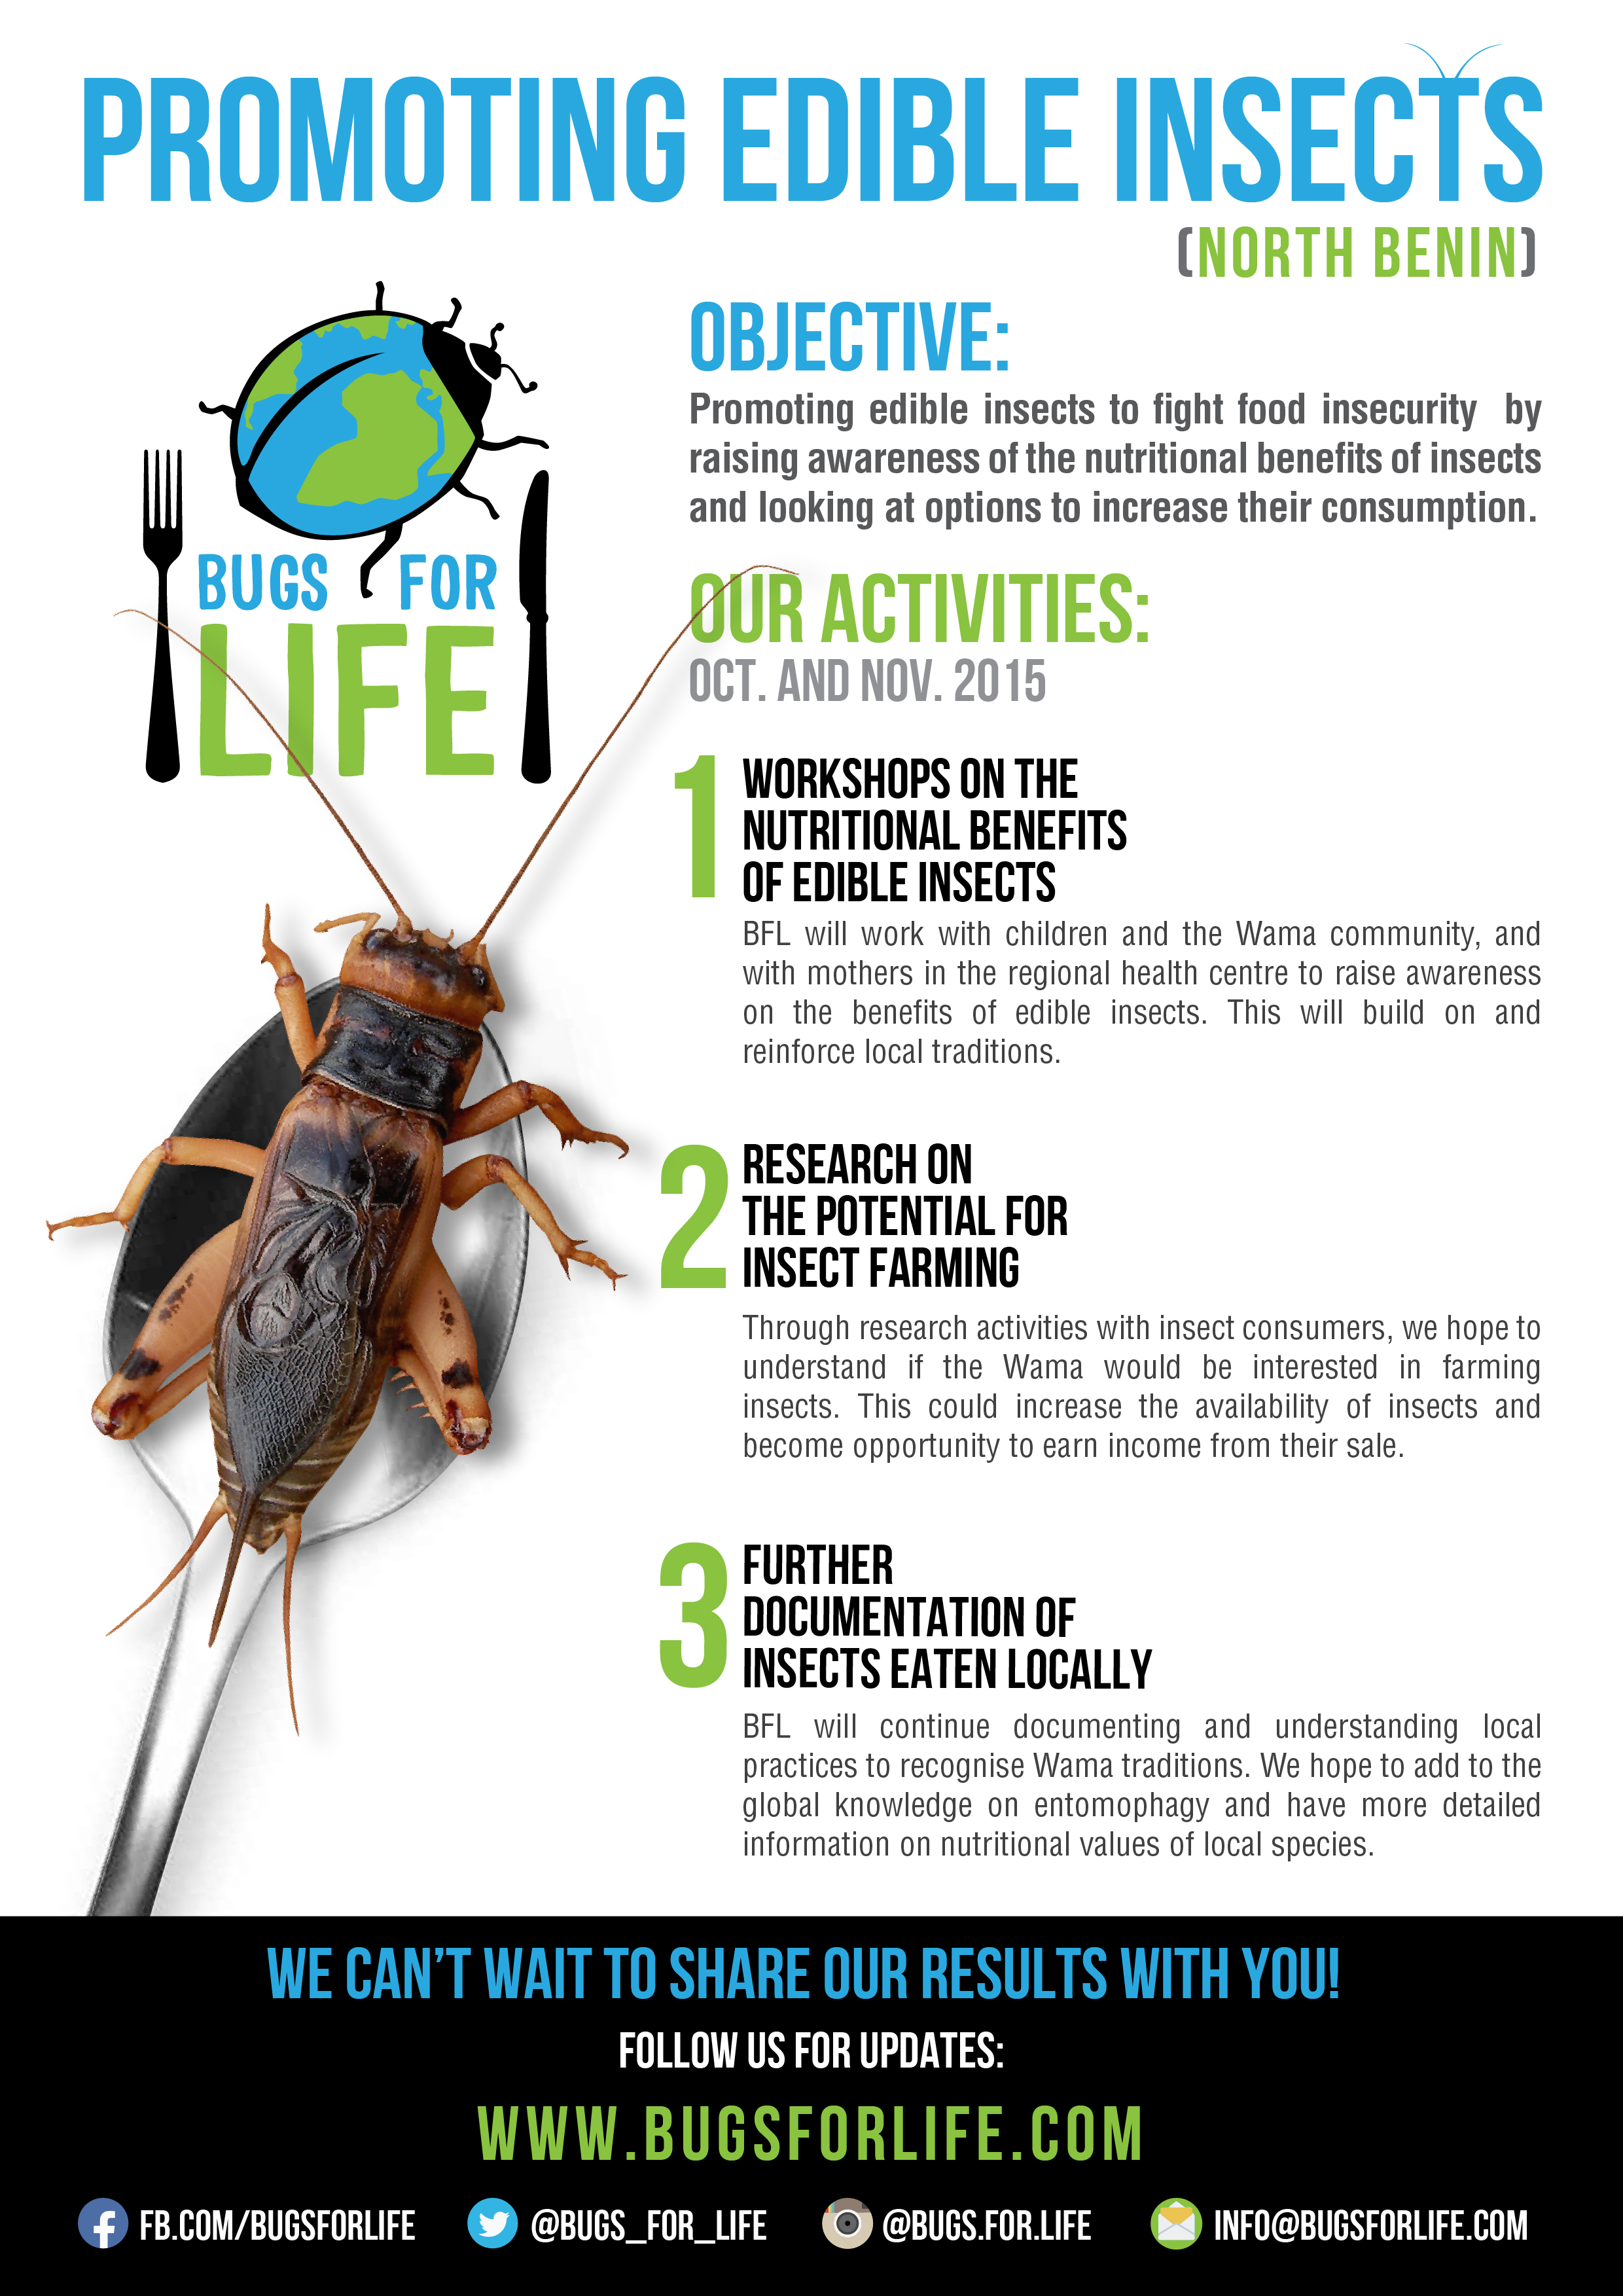 PROMOTING EDIBLE INSECTS
(NORTH BENIN)
BUGS FOR
LIFE
OBJECTIVE:
Promoting edible insects to fight food insecurity by
raising awareness of the nutritional benefits of insects
and looking at options to increase their consumption.
OUR ACTIVITIES:
OCT. AND NOV. 2015
1
WORKSHOPS ON THE
NUTRITIONAL BENEFITS
OF EDIBLE INSECTS
BFL will work with children and the Wama community, and
with mothers in the regional health centre to raise awareness
on the benefits of edible insects. This will build on and
reinforce local traditions.
2
RESEARCH ON
THE POTENTIAL FOR
INSECT FARMING
Through research activities with insect consumers, we hope to
understand if the Wama would be interested in farming
insects. This could increase the availability of insects and
become opportunity to earn income from their sale.
3
FURTHER
DOCUMENTATION OF
INSECTS EATEN LOCALLY
BFL will continue documenting and understanding local
practices to recognise Wama traditions. We hope to add to the
global knowledge on entomophagy and have more detailed
information on nutritional values of local species.
WE CAN'T WAIT TO SHARE OUR RESULTS WITH YOU!
FOLLOW US FOR UPDATES:
WWW.BUGSFORLIFE.COM
FB.COM/BUGSFORLIFE @BUGS_FOR_LIFE @BUGS.FOR.LIFE INFO@BUGSFORLIFE.COM